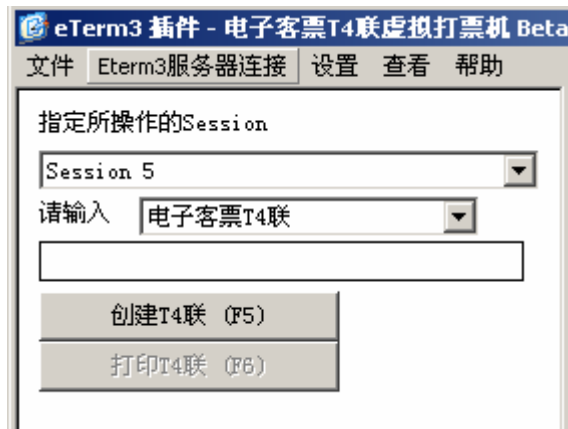 eTerm3 插件 - 电子客票T4联虚拟打票机 Beta
文件 Eterm3服务器连接 设置 查看 帮助
指定所操作的Session
Session 5
请输入 电子客票T4联
创建T4联 (F5)
打印T4联 (F6)